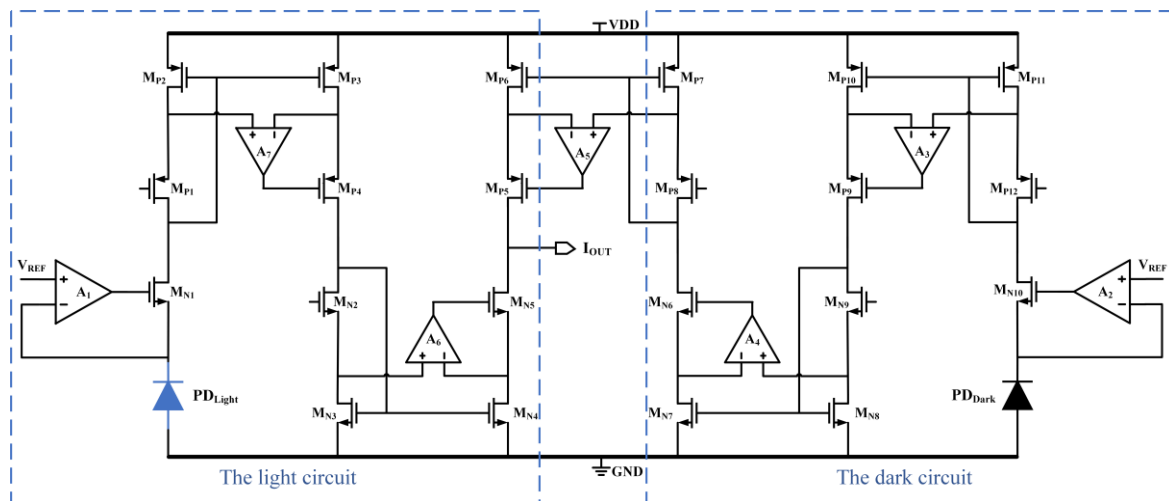 VDD
MP2
MP3
MP6
MP7
MP10
MP11
+ −
A7
− +
A5
− +
A3
MP1
MP4
MP5
MP8
MP9
MP12
IOUT
VREF
+
A1
−
MN1
MN2
MN5
MN6
MN9
MN10
VREF
+
A2
−
A6
+ −
A4
− +
PDLight
PDDark
MN3
MN4
MN7
MN8
GND
The light circuit
The dark circuit